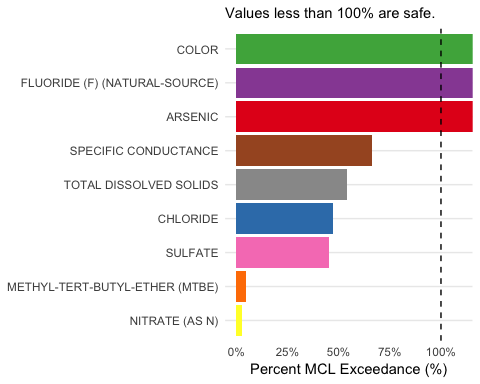 Values less than 100% are safe.
COLOR
FLUORIDE (F) (NATURAL-SOURCE)
ARSENIC
SPECIFIC CONDUCTANCE
TOTAL DISSOLVED SOLIDS
CHLORIDE
SULFATE
METHYL-TERT-BUTYL-ETHER (MTBE)
NITRATE (AS N)
0% 25% 50% 75% 100%
Percent MCL Exceedance (%)